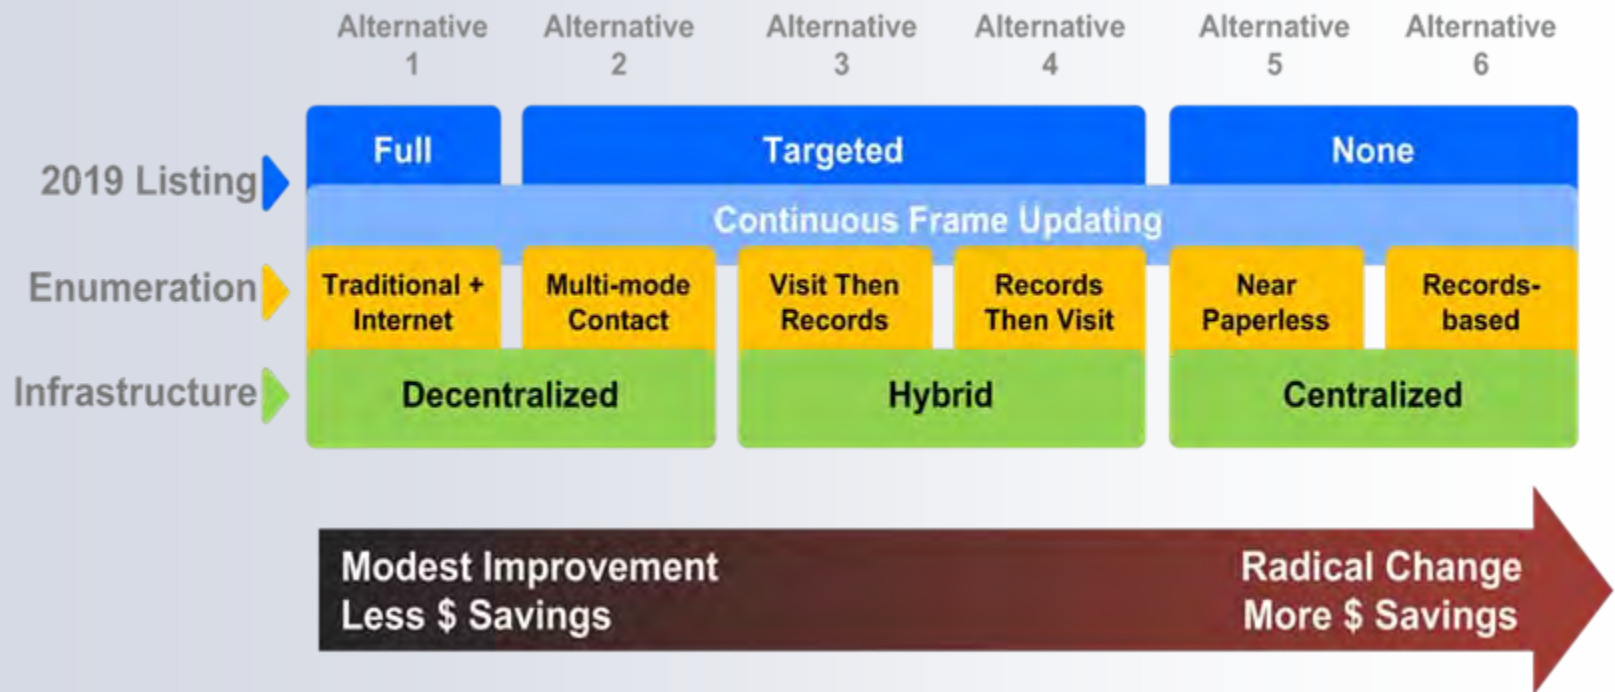 Alternative 1
Alternative 2
Alternative 3
Alternative 4
Alternative 5
Alternative 6
2019 Listing
Full
Targeted
None
Continuous Frame Updating
Enumeration
Traditional +
Internet
Multi-mode
Contact
Visit Then
Records
Records
Then Visit
Near
Paperless
Records-
based
Infrastructure
Decentralized
Hybrid
Centralized
Modest Improvement
Less $ Savings
Radical Change
More $ Savings